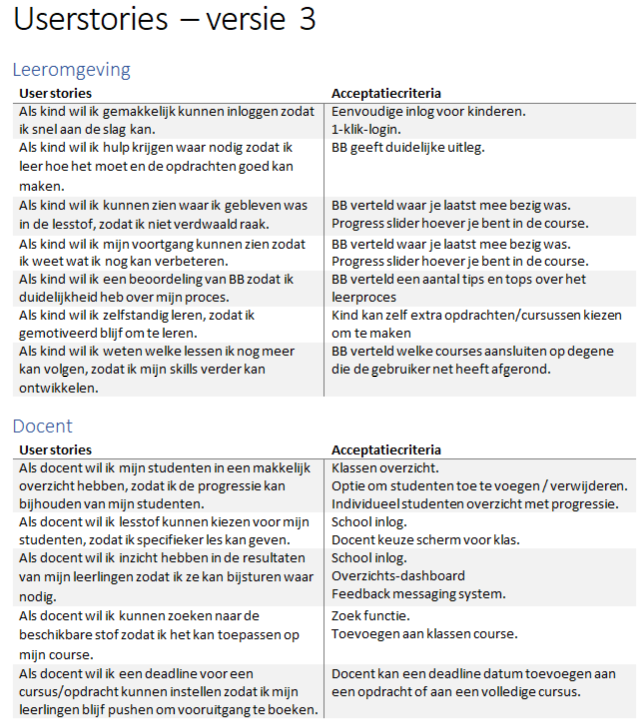 Userstories – versie 3
Leeromgeving
User stories
Acceptatiecriteria
Als kind wil ik gemakkelijk kunnen inloggen zodat
ik snel aan de slag kan.
Eenvoudige inlog voor kinderen.
1-klik-login.
Als kind wil ik hulp krijgen waar nodig zodat ik
leer hoe het moet en de opdrachten goed kan
maken.
BB geeft duidelijke uitleg.
Als kind wil ik kunnen zien waar ik gebleven was
in de lesstof, zodat ik niet verdwaald raak.
BB verteld waar je laatst mee bezig was.
Progress slider hoever je bent in de course.
Als kind wil ik mijn voortgang kunnen zien zodat
ik weet wat ik nog kan verbeteren.
BB verteld waar je laatst mee bezig was.
Progress slider hoever je bent in de course.
Als kind wil ik een beoordeling van BB zodat ik
duidelijkheid heb over mijn proces.
BB verteld een aantal tips en tops over het
leerproces
Als kind wil ik zelfstandig leren, zodat ik
gemotiveerd blijf om te leren.
Kind kan zelf extra opdrachten/cursussen kiezen
om te maken
Als kind wil ik weten welke lessen ik nog meer
kan volgen, zodat ik mijn skills verder kan
ontwikkelen.
BB verteld welke courses aansluiten op degene
die de gebruiker net heeft afgerond.
Docent
User stories
Acceptatiecriteria
Als docent wil ik mijn studenten in een makkelijk
overzicht hebben, zodat ik de progressie kan
bijhouden van mijn studenten.
Klassen overzicht.
Optie om studenten toe te voegen / verwijderen.
Individueel studenten overzicht met progressie.
Als docent wil ik lesstof kunnen kiezen voor mijn
studenten, zodat ik specifieker les kan geven.
School inlog.
Docent keuze scherm voor klas.
Als docent wil ik inzicht hebben in de resultaten
van mijn leerlingen zodat ik ze kan bijsturen waar
nodig.
School inlog.
Overzichts-dashboard
Feedback messaging system.
Als docent wil ik kunnen zoeken naar de
beschikbare stof zodat ik het kan toepassen op
mijn course.
Zoek functie.
Toevoegen aan klassen course.
Als docent wil ik een deadline voor een
cursus/opdracht kunnen instellen zodat ik mijn
leerlingen blijf pushen om vooruitgang te boeken.
Docent kan een deadline datum toevoegen aan
een opdracht of aan een volledige cursus.